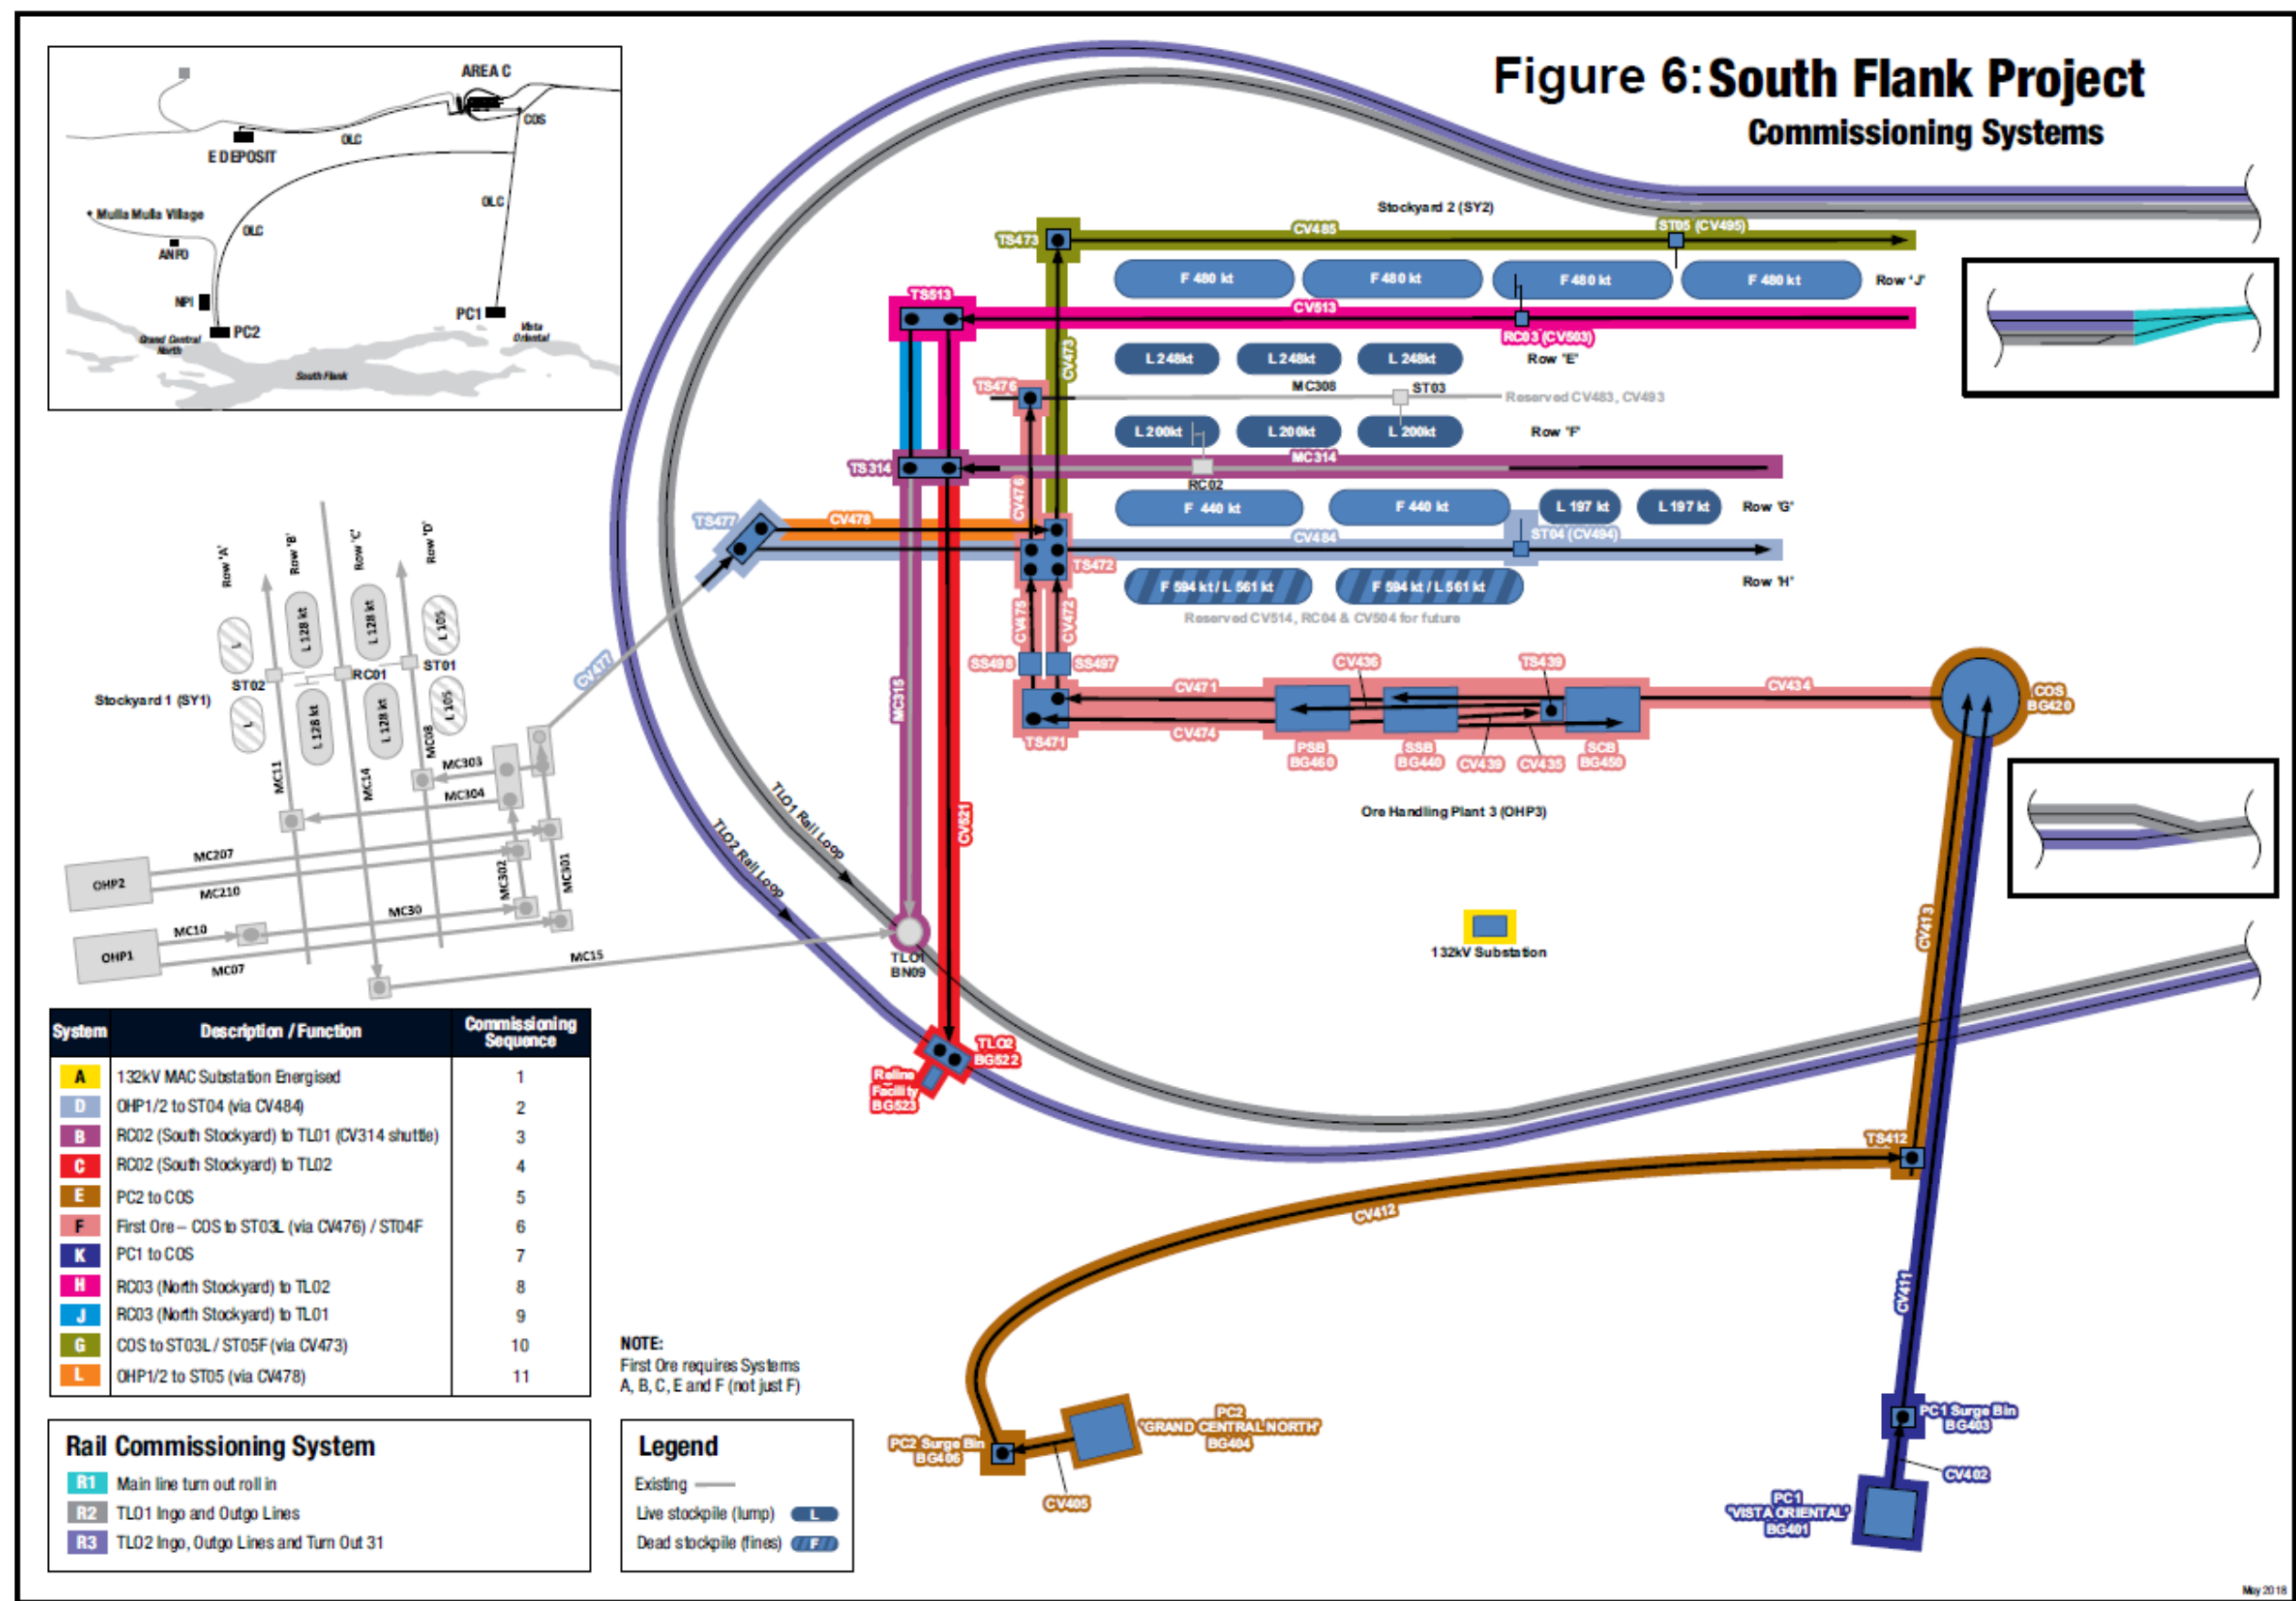 Figure 6: South Flank Project
Commissioning Systems
AREA C
COS
OLC
E DEPOSIT
OLC
Mulla Mulla Village
OLC
ANFO
NPI
PC2
PC1
Grand Central
North
Vista
Oriental
South Flank
Stockyard 2 (SY2)
TS473
CV485
ST05 (CV495)
F 480 kt
F 480 kt
F 480 kt
F 480 kt
Row 'J'
TS513
CV513
RC03 (CV503)
CV473
L 248kt
L 248kt
L 248kt
Row 'E'
TS476
MC308
ST03
Reserved CV483, CV493
L 200kt
L 200kt
L 200kt
Row 'F'
TS314
MC314
RC02
CV476
F 440 kt
F 440 kt
L 197 kt
L 197 kt
Row 'G'
TS477
CV478
CV484
ST04 (CV494)
TS472
F 594 kt / L 561 kt
F 594 kt / L 561 kt
Row 'H'
Reserved CV514, RC04 & CV504 for future
CV475
CV472
SS498
SS497
CV471
CV474
TS471
CV436
TS439
CV434
COS
BG420
PSB
BG460
SSB
BG440
CV439
CV435
SCB
BG450
Ore Handling Plant 3 (OHP3)
132kV Substation
Row 'A'
Row 'B'
Row 'C'
Row 'D'
L
L 128 kt
L 128 kt
L 105
ST02
RC01
ST01
Stockyard 1 (SY1)
L
L 128 kt
L 128 kt
L 105
CV477
MC11
MC14
MC08
MC303
MC304
MC207
MC210
OHP2
MC302
MC301
MC30
MC10
OHP1
MC07
MC15
MC315
CV521
TLO1 Rail Loop
TLO2 Rail Loop
TLO1
BN09
TLO2
BG522
Reline
Facility
BG523
CV413
TS412
CV412
CV411
PC2 Surge Bin
BG406
PC2
'GRAND CENTRAL NORTH'
BG404
CV405
PC1 Surge Bin
BG403
CV402
PC1
'VISTA ORIENTAL'
BG401
System Description / Function Commissioning Sequence
A 132kV MAC Substation Energised 1
D OHP1/2 to ST04 (via CV484) 2
B RC02 (South Stockyard) to TL01 (CV314 shuttle) 3
C RC02 (South Stockyard) to TL02 4
E PC2 to COS 5
F First Ore – COS to ST03L (via CV476) / ST04F 6
K PC1 to COS 7
H RC03 (North Stockyard) to TL02 8
J RC03 (North Stockyard) to TL01 9
G COS to ST03L / ST05F (via CV473) 10
L OHP1/2 to ST05 (via CV478) 11
NOTE:
First Ore requires Systems
A, B, C, E and F (not just F)
Rail Commissioning System
R1 Main line turn out roll in
R2 TLO1 Ingo and Outgo Lines
R3 TLO2 Ingo, Outgo Lines and Turn Out 31
Legend
Existing
Live stockpile (lump) L
Dead stockpile (fines) F
May 2018